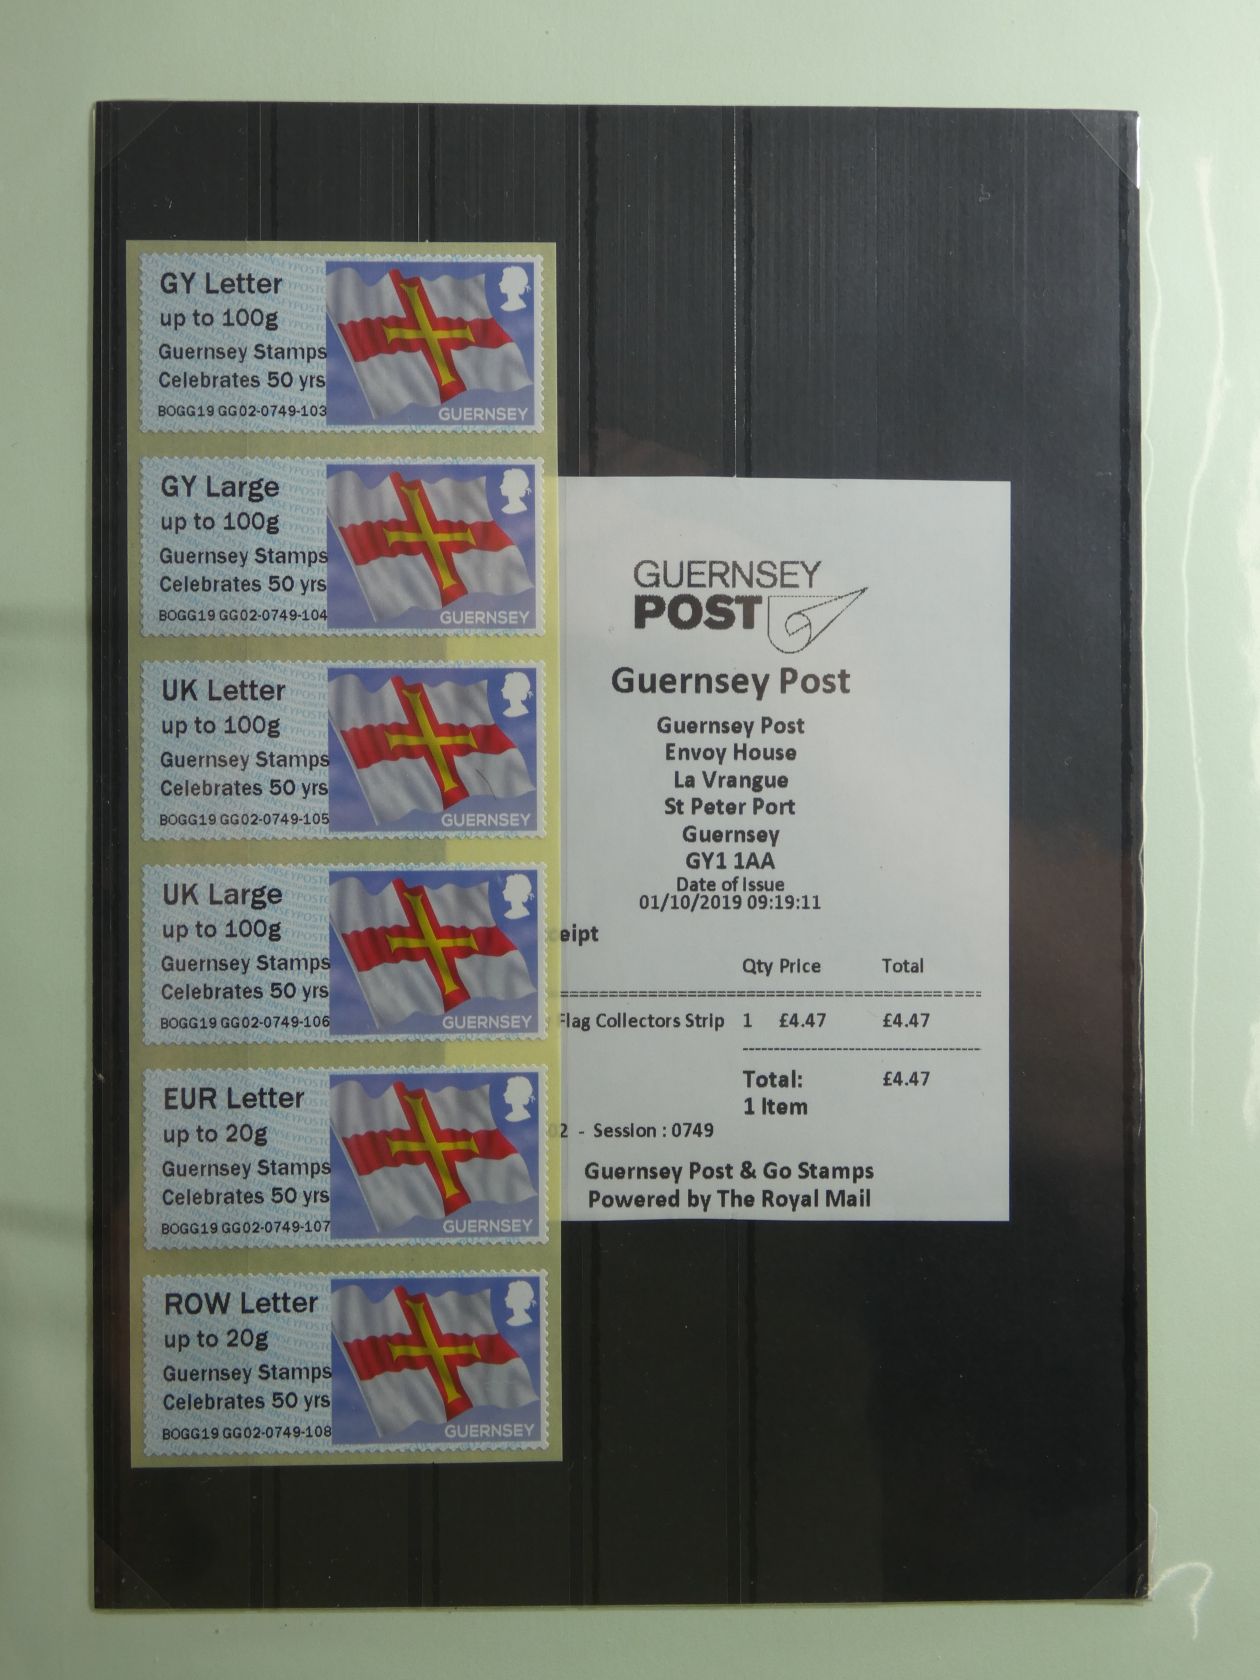 GY Letter
up to 100g
Guernsey Stamps
Celebrates 50 yrs
BOGG19 GG02-0749-103
GUERNSEY
GY Large
up to 100g
Guernsey Stamps
Celebrates 50 yrs
BOGG19 GG02-0749-104
GUERNSEY
UK Letter
up to 100g
Guernsey Stamps
Celebrates 50 yrs
BOGG19 GG02-0749-105
GUERNSEY
UK Large
up to 100g
Guernsey Stamps
Celebrates 50 yrs
BOGG19 GG02-0749-106
GUERNSEY
EUR Letter
up to 20g
Guernsey Stamps
Celebrates 50 yrs
BOGG19 GG02-0749-107
GUERNSEY
ROW Letter
up to 20g
Guernsey Stamps
Celebrates 50 yrs
BOGG19 GG02-0749-108
GUERNSEY
GUERNSEY
POST
Guernsey Post
Guernsey Post
Envoy House
La Vrangue
St Peter Port
Guernsey
GY1 1AA
Date of Issue
01/10/2019 09:19:11
eipt
Qty Price Total
Flag Collectors Strip 1 £4.47 £4.47
Total: £4.47
1 Item
02 - Session : 0749
Guernsey Post & Go Stamps
Powered by The Royal Mail